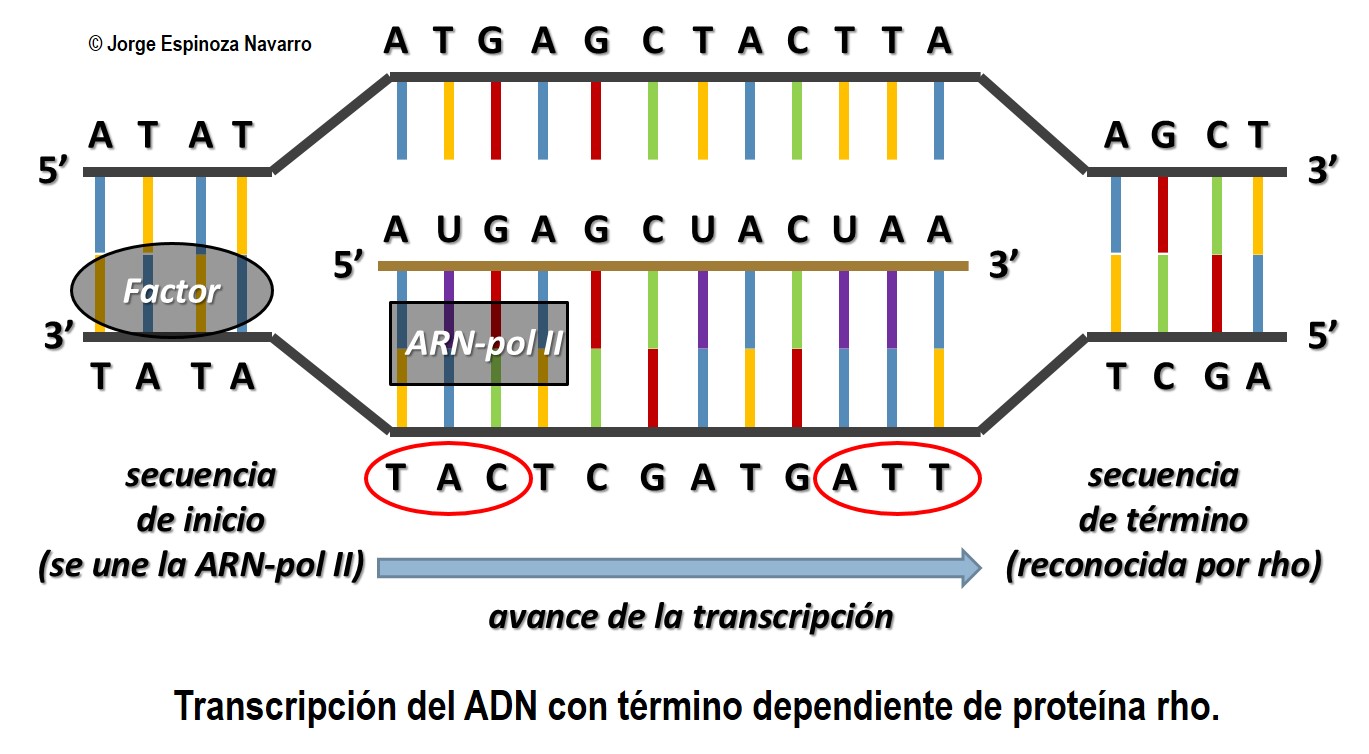 © Jorge Espinoza Navarro
A T G A G C T A C T T A
A T A T
A G C T
5’
3’
A U G A G C U A C U A A
5’
3’
Factor
ARN-pol II
3’
5’
T A T A
T C G A
T A C T C G A T G A T T
secuencia
de inicio
(se une la ARN-pol II)
secuencia
de término
(reconocida por rho)
avance de la transcripción
Transcripción del ADN con término dependiente de proteína rho.